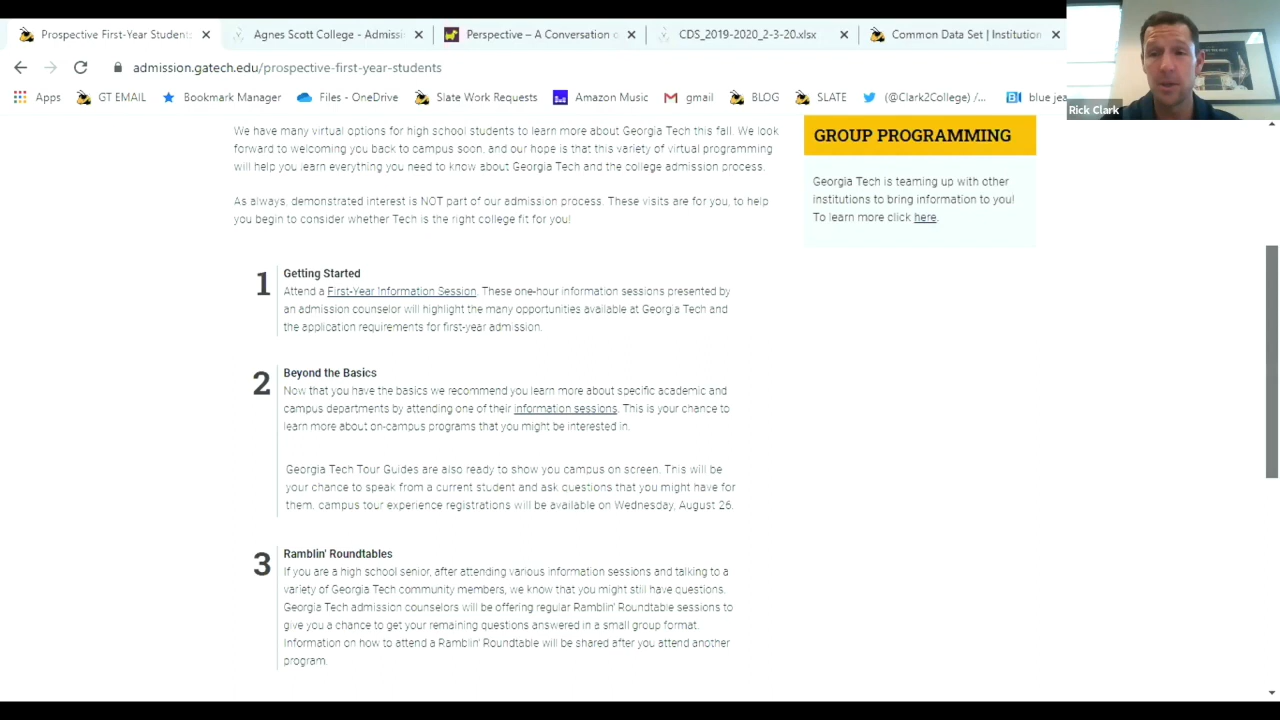 Prospective First-Year Student
Agnes Scott College - Admissi
Perspective – A Conversation o
CDS_2019-2020_2-3-20.xlsx
Common Data Set | Institution
admission.gatech.edu/prospective-first-year-students
Apps
GT EMAIL
Bookmark Manager
Files - OneDrive
Slate Work Requests
Amazon Music
gmail
BLOG
SLATE
(@Clark2College) /...
blue jea
Rick Clark
We have many virtual options for high school students to learn more about Georgia Tech this fall. We look
forward to welcoming you back to campus soon, and our hope is that this variety of virtual programming
will help you learn everything you need to know about Georgia Tech and the college admission process.
As always, demonstrated interest is NOT part of our admission process. These visits are for you, to help
you begin to consider whether Tech is the right college fit for you!
GROUP PROGRAMMING
Georgia Tech is teaming up with other
institutions to bring information to you!
To learn more click here.
1
Getting Started
Attend a First-Year Information Session. These one-hour information sessions presented by
an admission counselor will highlight the many opportunities available at Georgia Tech and
the application requirements for first-year admission.
2
Beyond the Basics
Now that you have the basics we recommend you learn more about specific academic and
campus departments by attending one of their information sessions. This is your chance to
learn more about on-campus programs that you might be interested in.
Georgia Tech Tour Guides are also ready to show you campus on screen. This will be
your chance to speak from a current student and ask questions that you might have for
them. campus tour experience registrations will be available on Wednesday, August 26.
3
Ramblin' Roundtables
If you are a high school senior, after attending various information sessions and talking to a
variety of Georgia Tech community members, we know that you might still have questions.
Georgia Tech admission counselors will be offering regular Ramblin' Roundtable sessions to
give you a chance to get your remaining questions answered in a small group format.
Information on how to attend a Ramblin' Roundtable will be shared after you attend another
program.